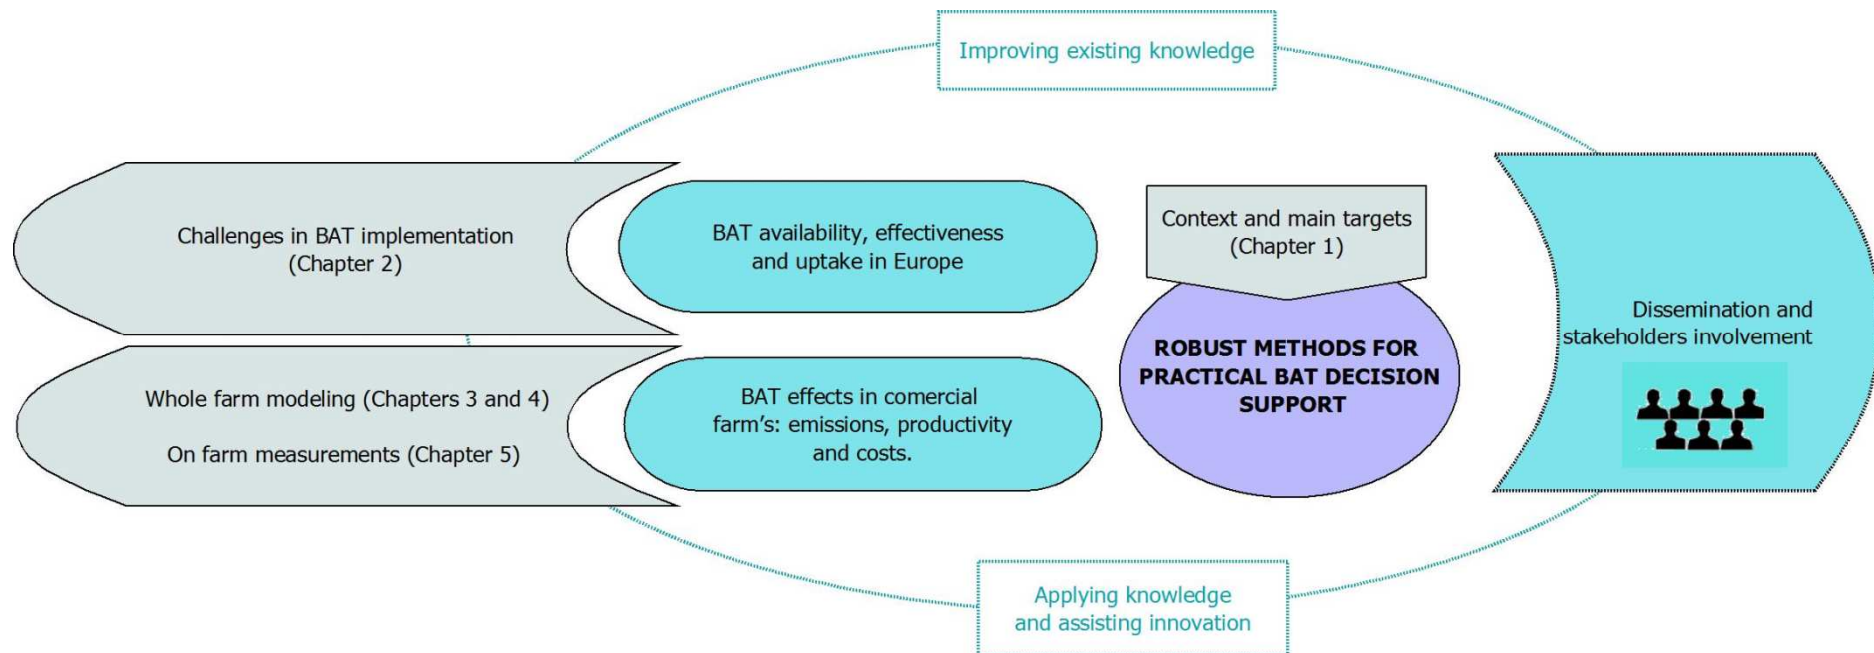 Improving existing knowledge
Challenges in BAT implementation
(Chapter 2)
BAT availability, effectiveness
and uptake in Europe
Context and main targets
(Chapter 1)
Dissemination and
stakeholders involvement
ROBUST METHODS FOR
PRACTICAL BAT DECISION
SUPPORT
Whole farm modeling (Chapters 3 and 4)
On farm measurements (Chapter 5)
BAT effects in comercial
farm's: emissions, productivity
and costs.
Applying knowledge
and assisting innovation